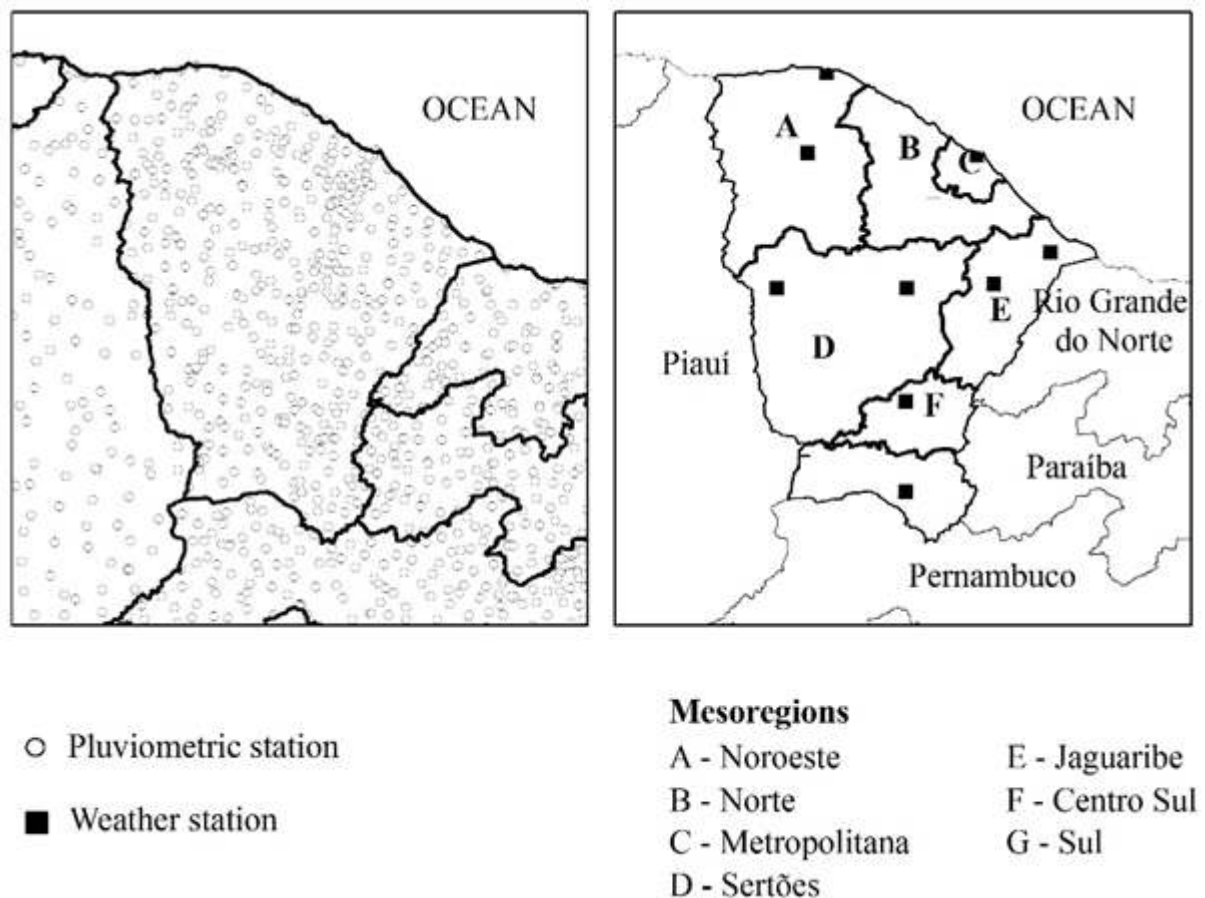 OCEAN
OCEAN
A
B
C
Rio Grande
do Norte
E
D
Piauí
F
Paraíba
Pernambuco
Pluviometric station
Weather station
Mesoregions
A - Noroeste
B - Norte
C - Metropolitana
D - Sertões
E - Jaguaribe
F - Centro Sul
G - Sul